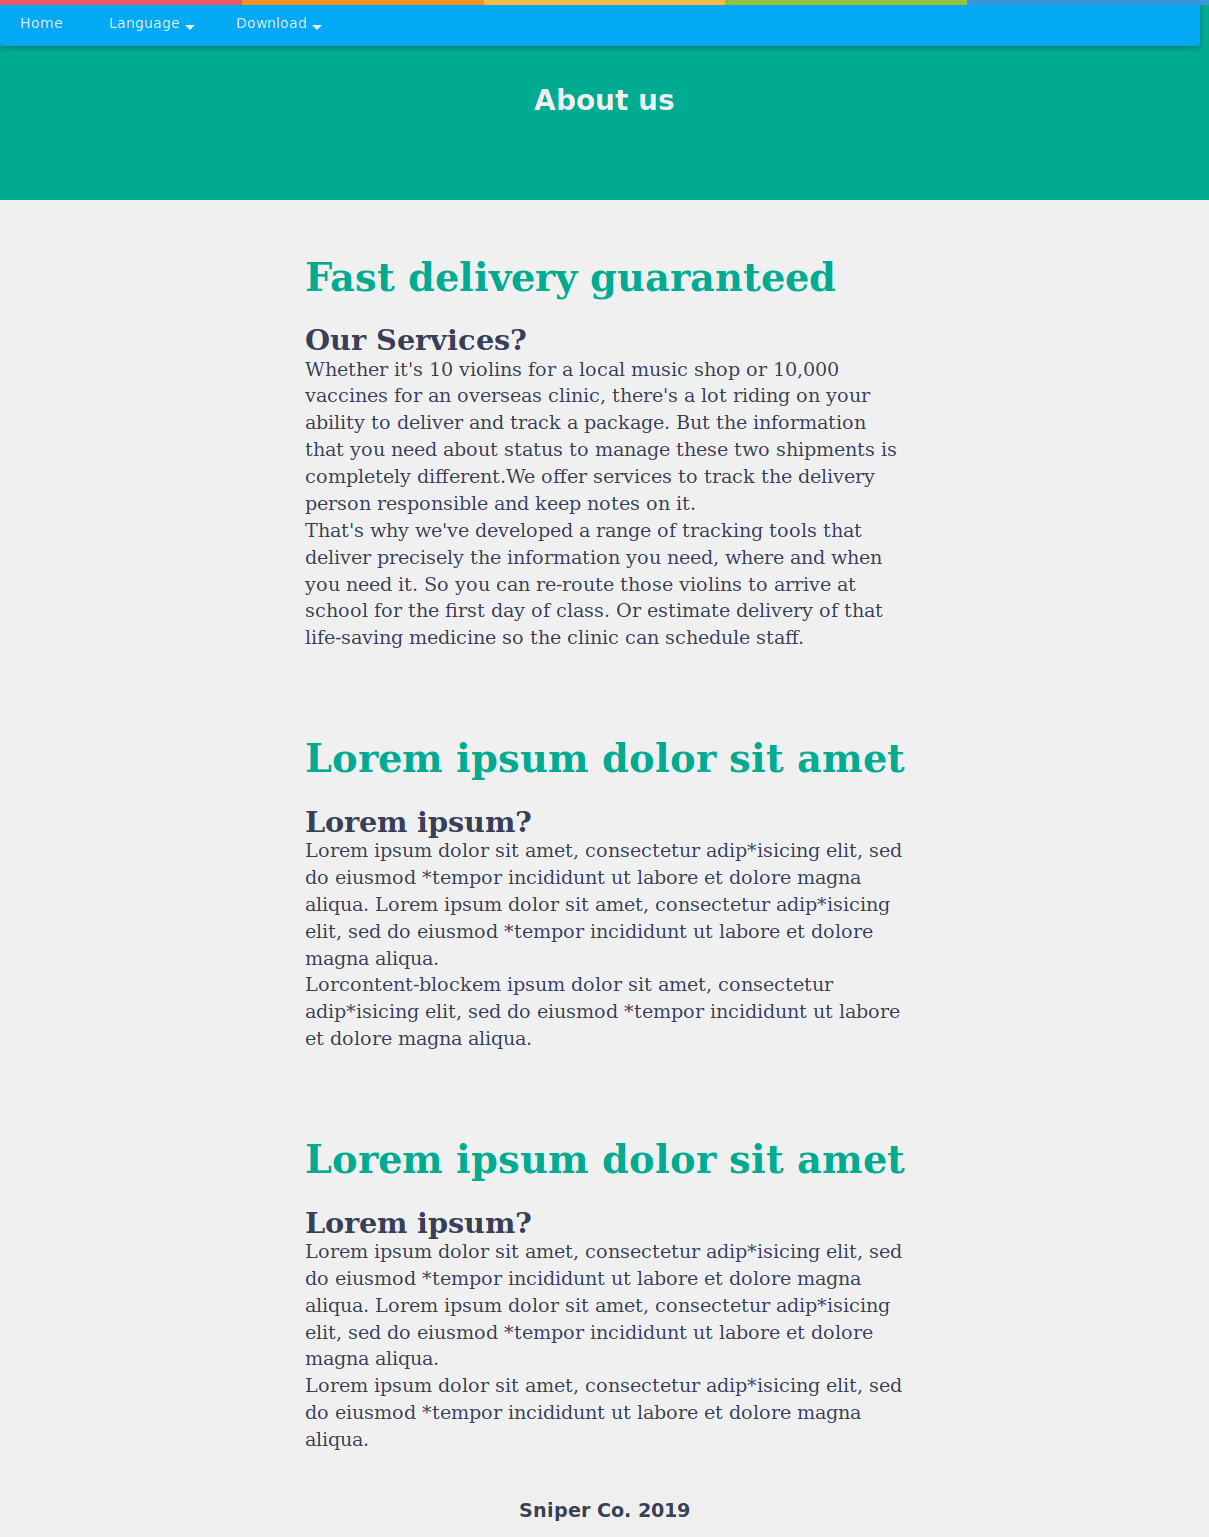 Home Language Download
About us
Fast delivery guaranteed
Our Services?
Whether it's 10 violins for a local music shop or 10,000
vaccines for an overseas clinic, there's a lot riding on your
ability to deliver and track a package. But the information
that you need about status to manage these two shipments is
completely different.We offer services to track the delivery
person responsible and keep notes on it.
That's why we've developed a range of tracking tools that
deliver precisely the information you need, where and when
you need it. So you can re-route those violins to arrive at
school for the first day of class. Or estimate delivery of that
life-saving medicine so the clinic can schedule staff.
Lorem ipsum dolor sit amet
Lorem ipsum?
Lorem ipsum dolor sit amet, consectetur adip*isicing elit, sed
do eiusmod *tempor incididunt ut labore et dolore magna
aliqua. Lorem ipsum dolor sit amet, consectetur adip*isicing
elit, sed do eiusmod *tempor incididunt ut labore et dolore
magna aliqua.
Lorcontent-blockem ipsum dolor sit amet, consectetur
adip*isicing elit, sed do eiusmod *tempor incididunt ut labore
et dolore magna aliqua.
Lorem ipsum dolor sit amet
Lorem ipsum?
Lorem ipsum dolor sit amet, consectetur adip*isicing elit, sed
do eiusmod *tempor incididunt ut labore et dolore magna
aliqua. Lorem ipsum dolor sit amet, consectetur adip*isicing
elit, sed do eiusmod *tempor incididunt ut labore et dolore
magna aliqua.
Lorem ipsum dolor sit amet, consectetur adip*isicing elit, sed
do eiusmod *tempor incididunt ut labore et dolore magna
aliqua.
Sniper Co. 2019